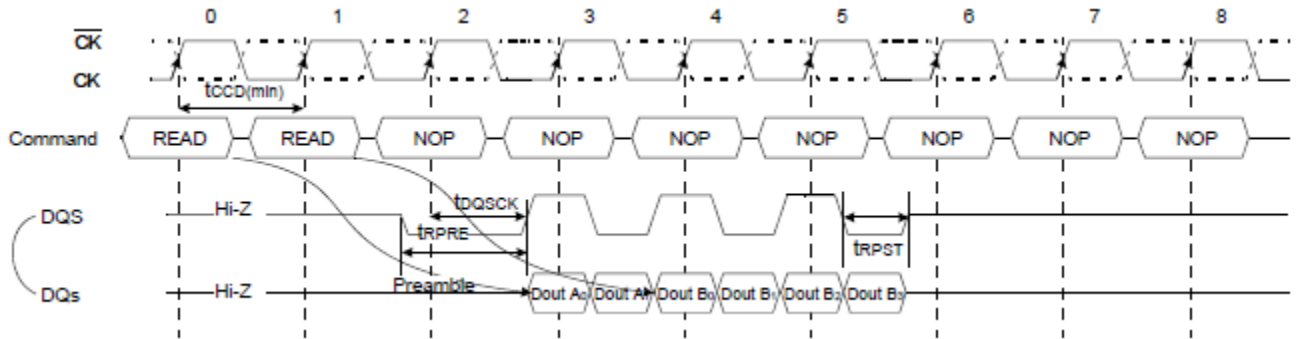 0 1 2 3 4 5 6 7 8
CK
CK
tCCD(min)
Command READ READ NOP NOP NOP NOP NOP NOP NOP
DQS Hi-Z tDQSCK
tRPRE tRPST
Preamble
DQs Hi-Z Dout A0 Dout A1 Dout B0 Dout B1 Dout B2 Dout B3